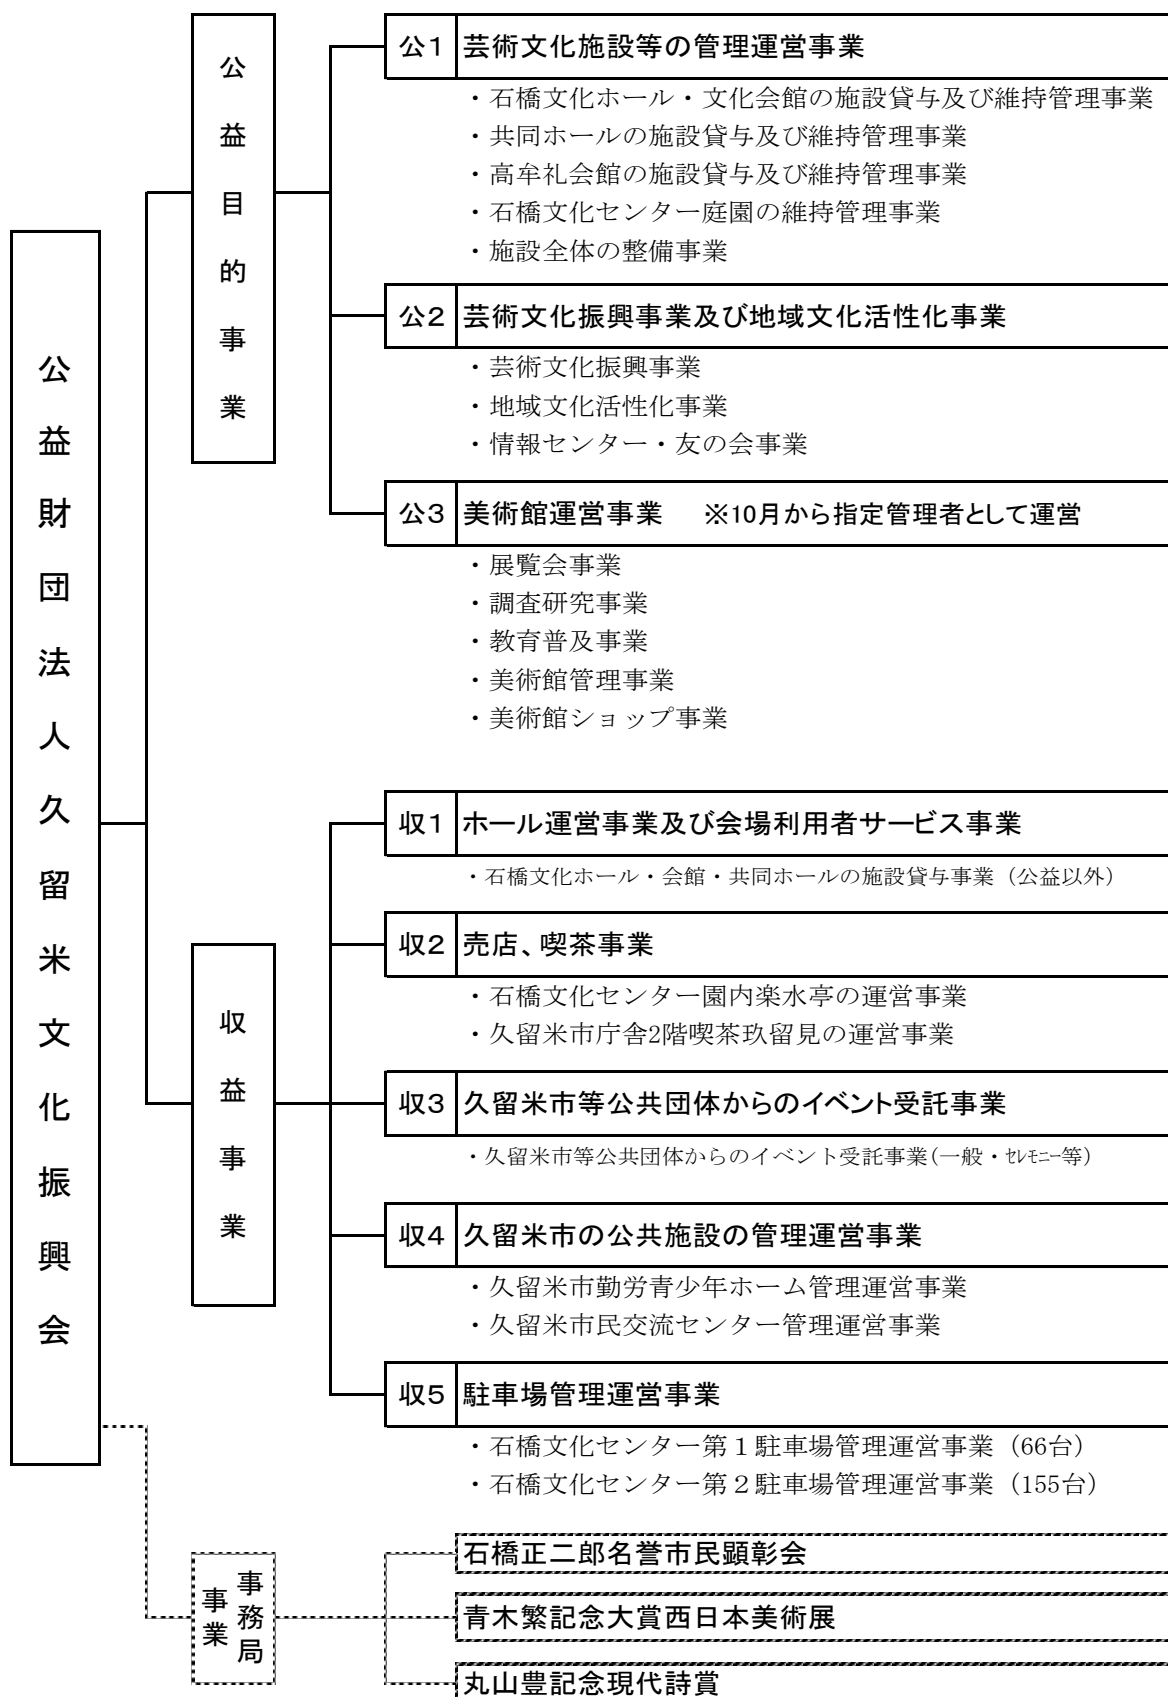 公益財団法人久留米文化振興会
公益目的事業
公1 芸術文化施設等の管理運営事業
・石橋文化ホール・文化会館の施設貸与及び維持管理事業
・共同ホールの施設貸与及び維持管理事業
・高牟礼会館の施設貸与及び維持管理事業
・石橋文化センター庭園の維持管理事業
・施設全体の整備事業
公2 芸術文化振興事業及び地域文化活性化事業
・芸術文化振興事業
・地域文化活性化事業
・情報センター・友の会事業
公3 美術館運営事業 ※10月から指定管理者として運営
・展覧会事業
・調査研究事業
・教育普及事業
・美術館管理事業
・美術館ショップ事業
収益事業
収1 ホール運営事業及び会場利用者サービス事業
・石橋文化ホール・会館・共同ホールの施設貸与事業（公益以外）
収2 売店、喫茶事業
・石橋文化センター園内楽水亭の運営事業
・久留米市庁舎2階喫茶玖留見の運営事業
収3 久留米市等公共団体からのイベント受託事業
・久留米市等公共団体からのイベント受託事業(一般・ｾﾚﾓﾆｰ等)
収4 久留米市の公共施設の管理運営事業
・久留米市勤労青少年ホーム管理運営事業
・久留米市民交流センター管理運営事業
収5 駐車場管理運営事業
・石橋文化センター第１駐車場管理運営事業（66台）
・石橋文化センター第２駐車場管理運営事業（155台）
事務局
事業
石橋正二郎名誉市民顕彰会
青木繁記念大賞西日本美術展
丸山豊記念現代詩賞